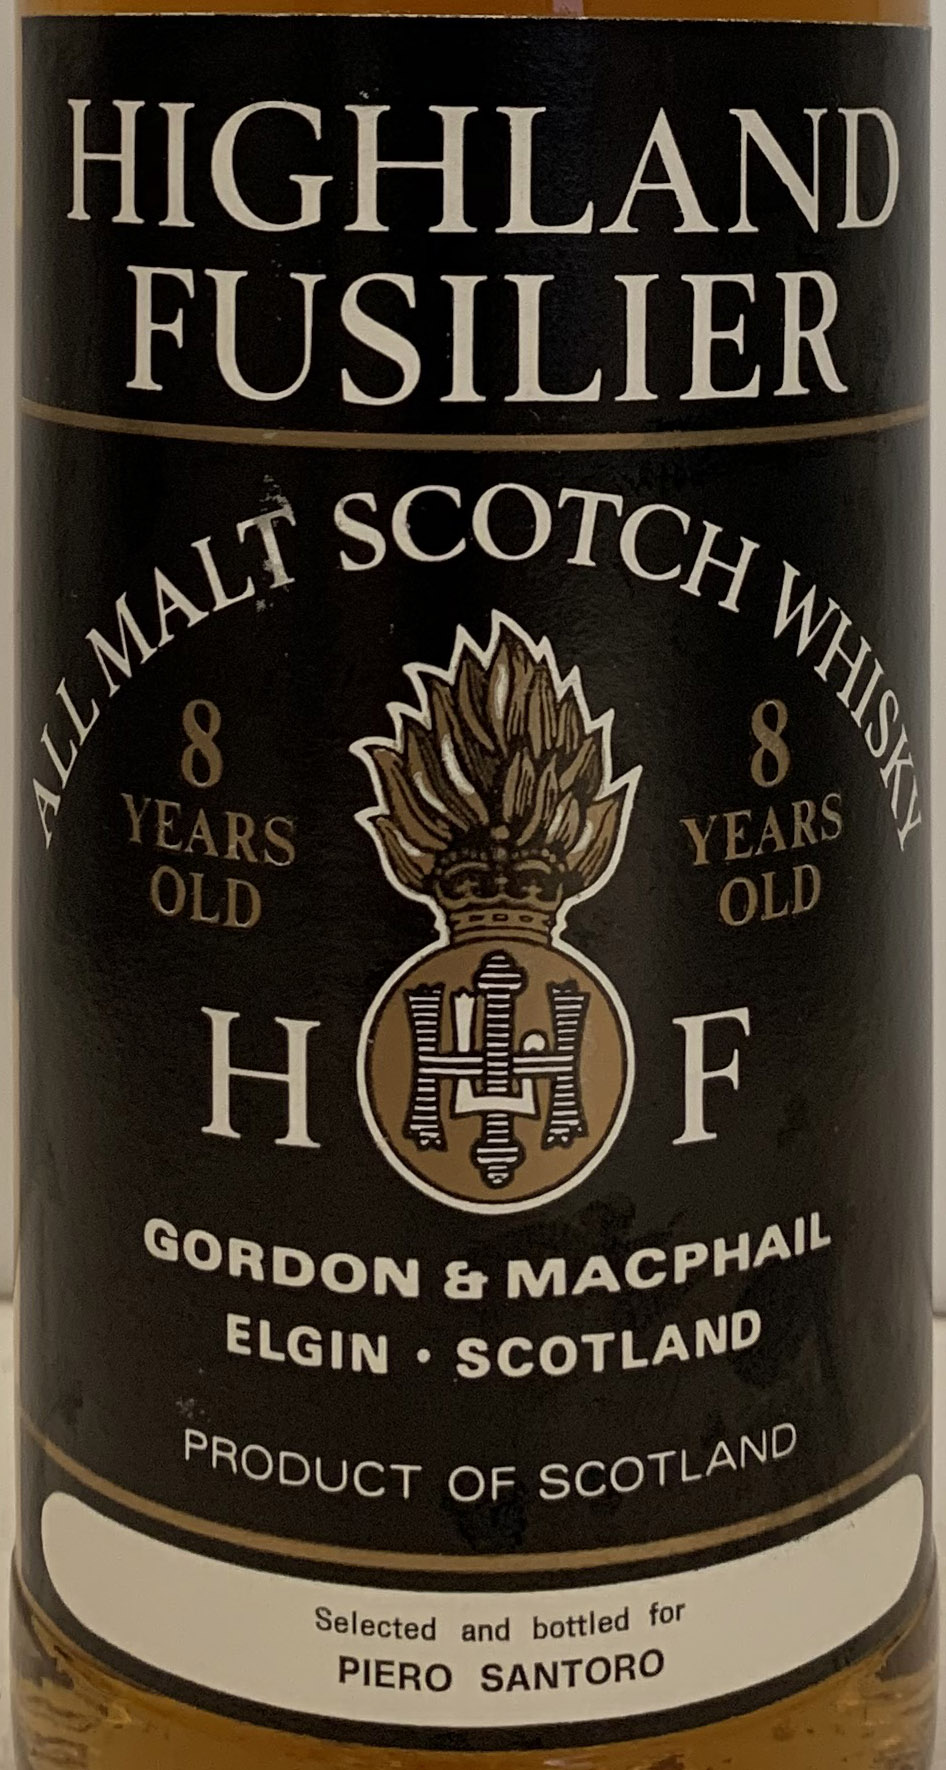 HIGHLAND
FUSILIER
ALL MALT SCOTCH WHISKY
8
YEARS
OLD
8
YEARS
OLD
H F
GORDON & MACPHAIL
ELGIN · SCOTLAND
PRODUCT OF SCOTLAND
Selected and bottled for
PIERO SANTORO